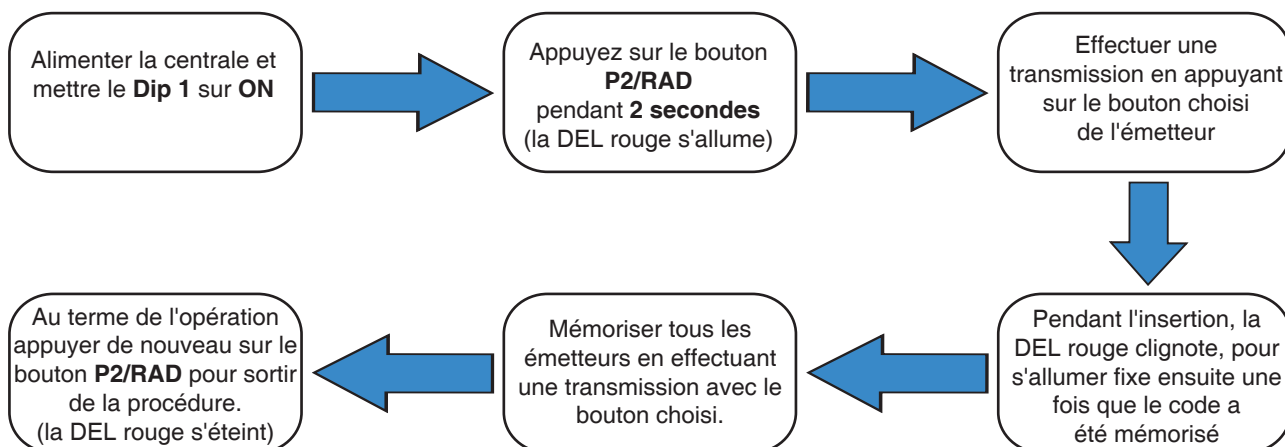 Alimenter la centrale et
mettre le Dip 1 sur ON
Appuyez sur le bouton
P2/RAD
pendant 2 secondes
(la DEL rouge s'allume)
Effectuer une
transmission en appuyant
sur le bouton choisi
de l'émetteur
Pendant l'insertion, la
DEL rouge clignote, pour
s'allumer fixe ensuite une
fois que le code a
été mémorisé
Mémoriser tous les
émetteurs en effectuant
une transmission avec le
bouton choisi.
Au terme de l'opération
appuyer de nouveau sur le
bouton P2/RAD pour sortir
de la procédure.
(la DEL rouge s'éteint)